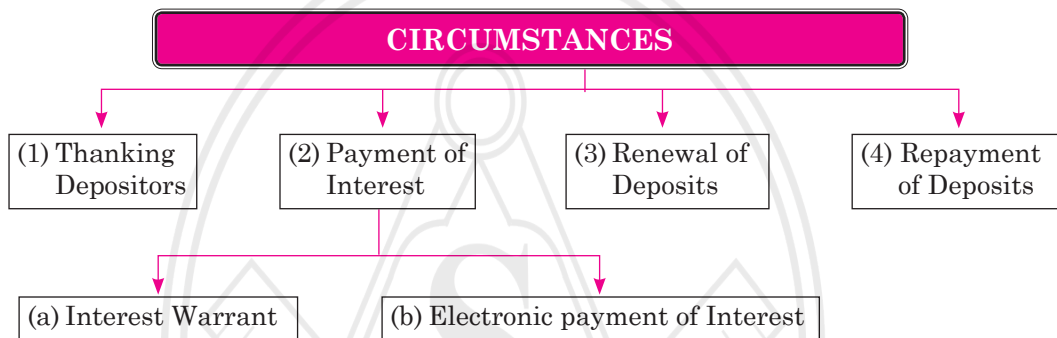 CIRCUMSTANCES
(1) Thanking
Depositors
(2) Payment of
Interest
(3) Renewal of
Deposits
(4) Repayment
of Deposits
(a) Interest Warrant
(b) Electronic payment of Interest